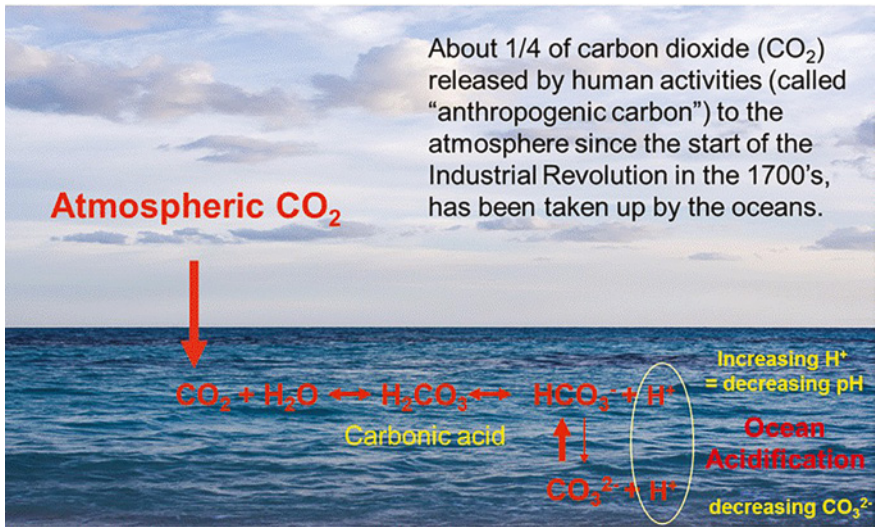 About 1/4 of carbon dioxide (CO₂)
released by human activities (called
“anthropogenic carbon”) to the
atmosphere since the start of the
Industrial Revolution in the 1700’s,
has been taken up by the oceans.
Atmospheric CO₂
CO₂ + H₂O ↔ H₂CO₃ ↔ HCO₃⁻ + H⁺
Increasing H⁺
= decreasing pH
Carbonic acid
Ocean
Acidification
CO₃²⁻ + H⁺
decreasing CO₃²⁻